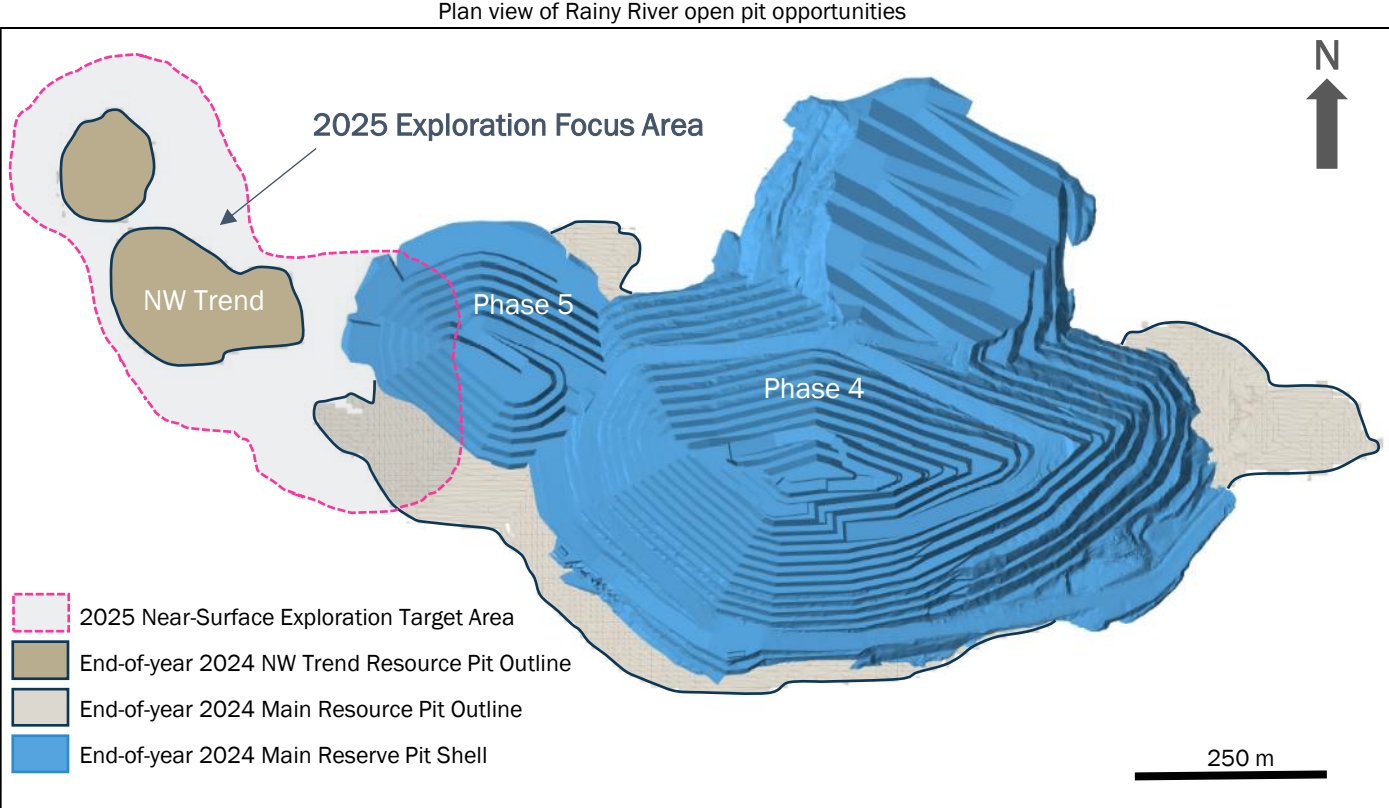 Plan view of Rainy River open pit opportunities
N
2025 Exploration Focus Area
NW Trend
Phase 5
Phase 4
2025 Near-Surface Exploration Target Area
End-of-year 2024 NW Trend Resource Pit Outline
End-of-year 2024 Main Resource Pit Outline
End-of-year 2024 Main Reserve Pit Shell
250 m